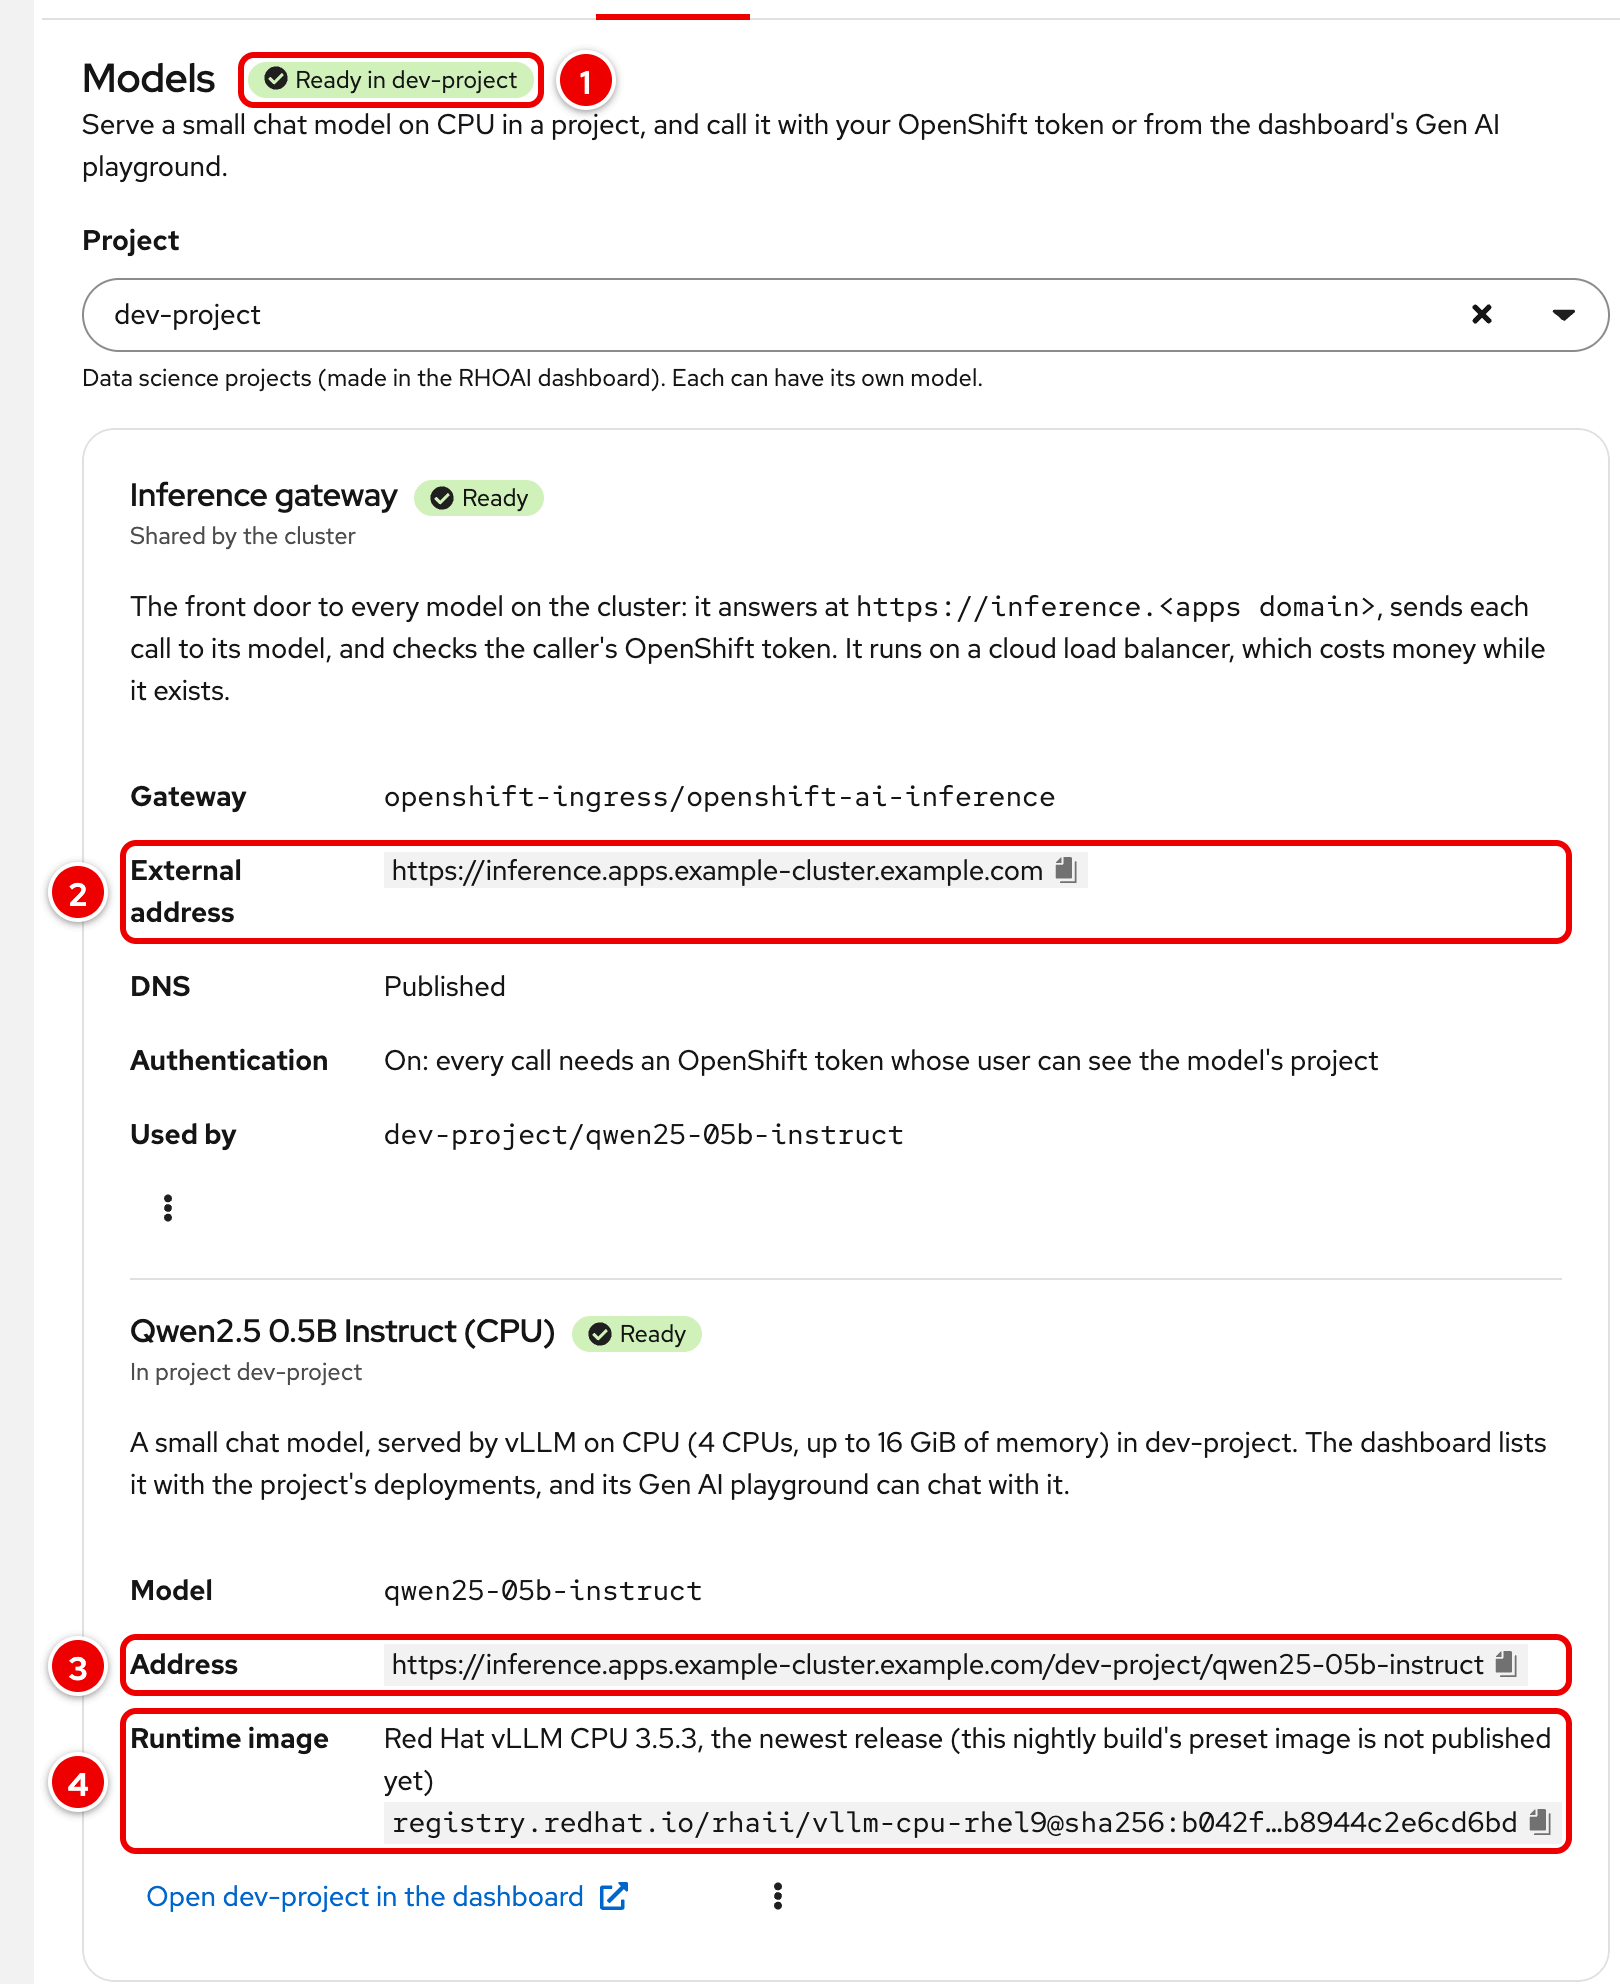 Models Ready in dev-project 1
Serve a small chat model on CPU in a project, and call it with your OpenShift token or from the dashboard's Gen AI
playground.
Project
dev-project
Data science projects (made in the RHOAI dashboard). Each can have its own model.
Inference gateway Ready
Shared by the cluster
The front door to every model on the cluster: it answers at https://inference.<apps domain>, sends each
call to its model, and checks the caller's OpenShift token. It runs on a cloud load balancer, which costs money while
it exists.
Gateway openshift-ingress/openshift-ai-inference
2 External https://inference.apps.example-cluster.example.com
address
DNS Published
Authentication On: every call needs an OpenShift token whose user can see the model's project
Used by dev-project/qwen25-05b-instruct
Qwen2.5 0.5B Instruct (CPU) Ready
In project dev-project
A small chat model, served by vLLM on CPU (4 CPUs, up to 16 GiB of memory) in dev-project. The dashboard lists
it with the project's deployments, and its Gen AI playground can chat with it.
Model qwen25-05b-instruct
3 Address https://inference.apps.example-cluster.example.com/dev-project/qwen25-05b-instruct
Runtime image Red Hat vLLM CPU 3.5.3, the newest release (this nightly build's preset image is not published
4 yet)
registry.redhat.io/rhaii/vllm-cpu-rhel9@sha256:b042f…b8944c2e6cd6bd
Open dev-project in the dashboard